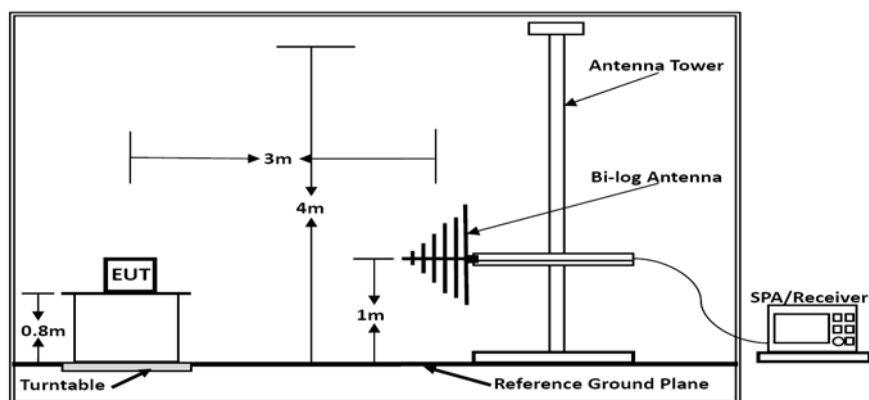 Antenna Tower
3m
Bi-log Antenna
4m
EUT
SPA/Receiver
0.8m
1m
Turntable
Reference Ground Plane